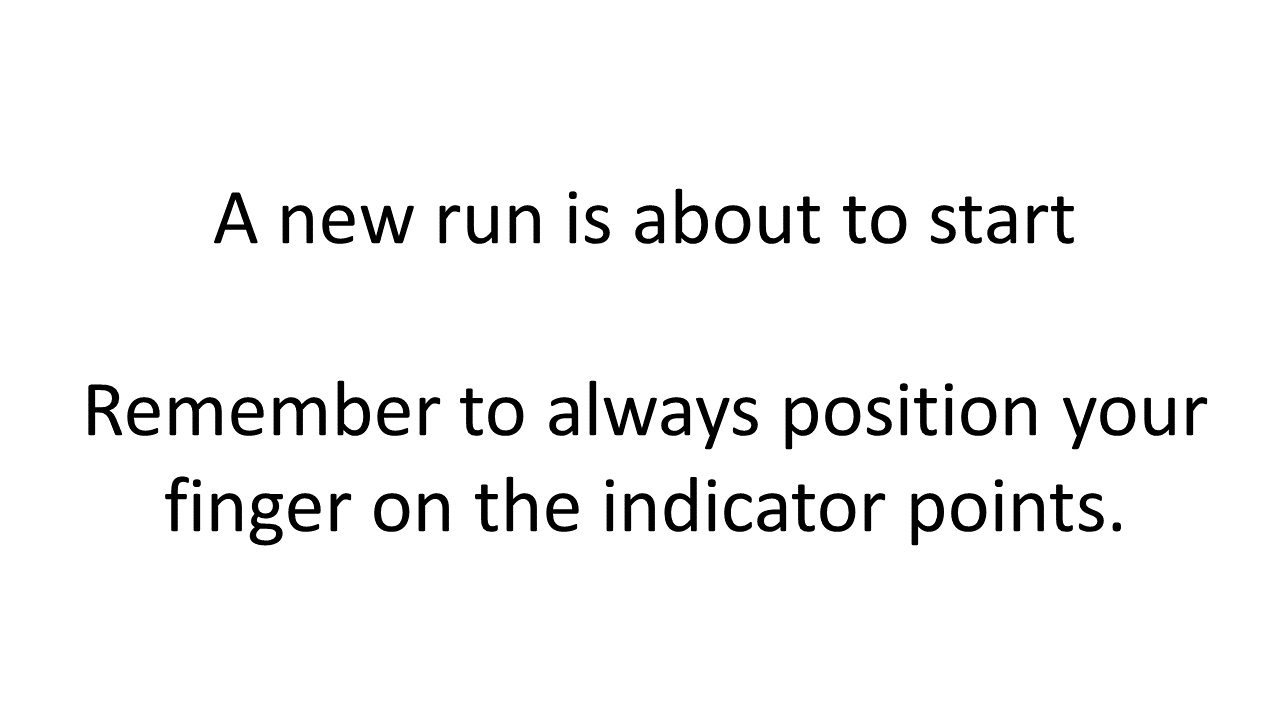 A new run is about to start
Remember to always position your
finger on the indicator points.